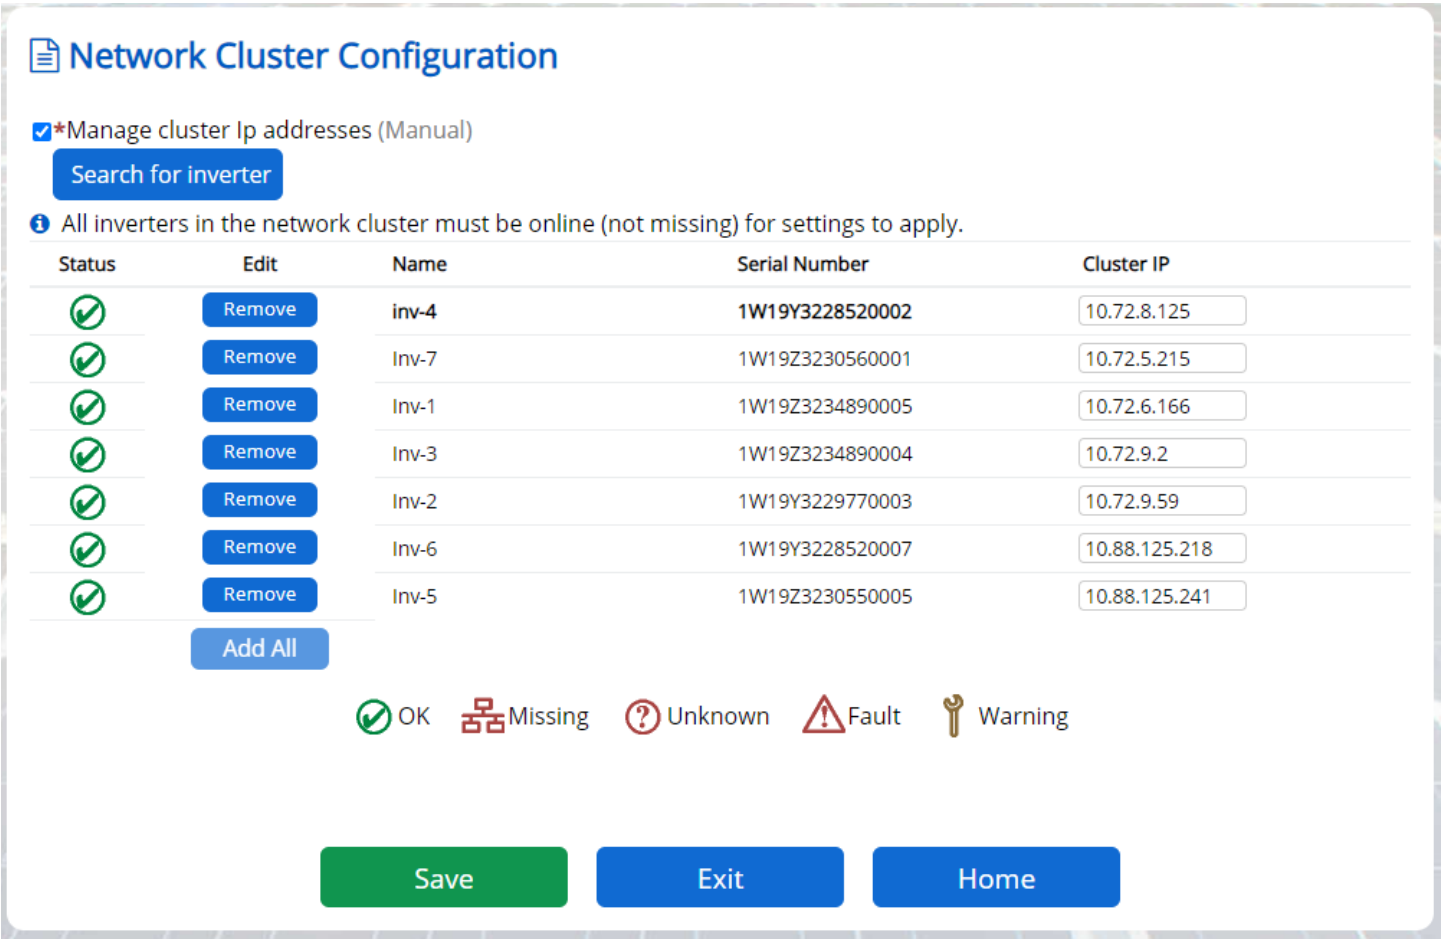 Network Cluster Configuration
*Manage cluster Ip addresses (Manual)
Search for inverter
All inverters in the network cluster must be online (not missing) for settings to apply.
Status Edit Name Serial Number Cluster IP
Remove inv-4 1W19Y3228520002 10.72.8.125
Remove Inv-7 1W19Z3230560001 10.72.5.215
Remove Inv-1 1W19Z3234890005 10.72.6.166
Remove Inv-3 1W19Z3234890004 10.72.9.2
Remove Inv-2 1W19Y3229770003 10.72.9.59
Remove Inv-6 1W19Y3228520007 10.88.125.218
Remove Inv-5 1W19Z3230550005 10.88.125.241
Add All
OK Missing Unknown Fault Warning
Save Exit Home